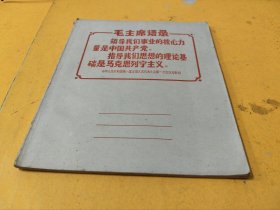 毛主席语录
指导我们事业的核心力
量是中国共产党。
指导我们思想的理论基
础是马克思列宁主义。